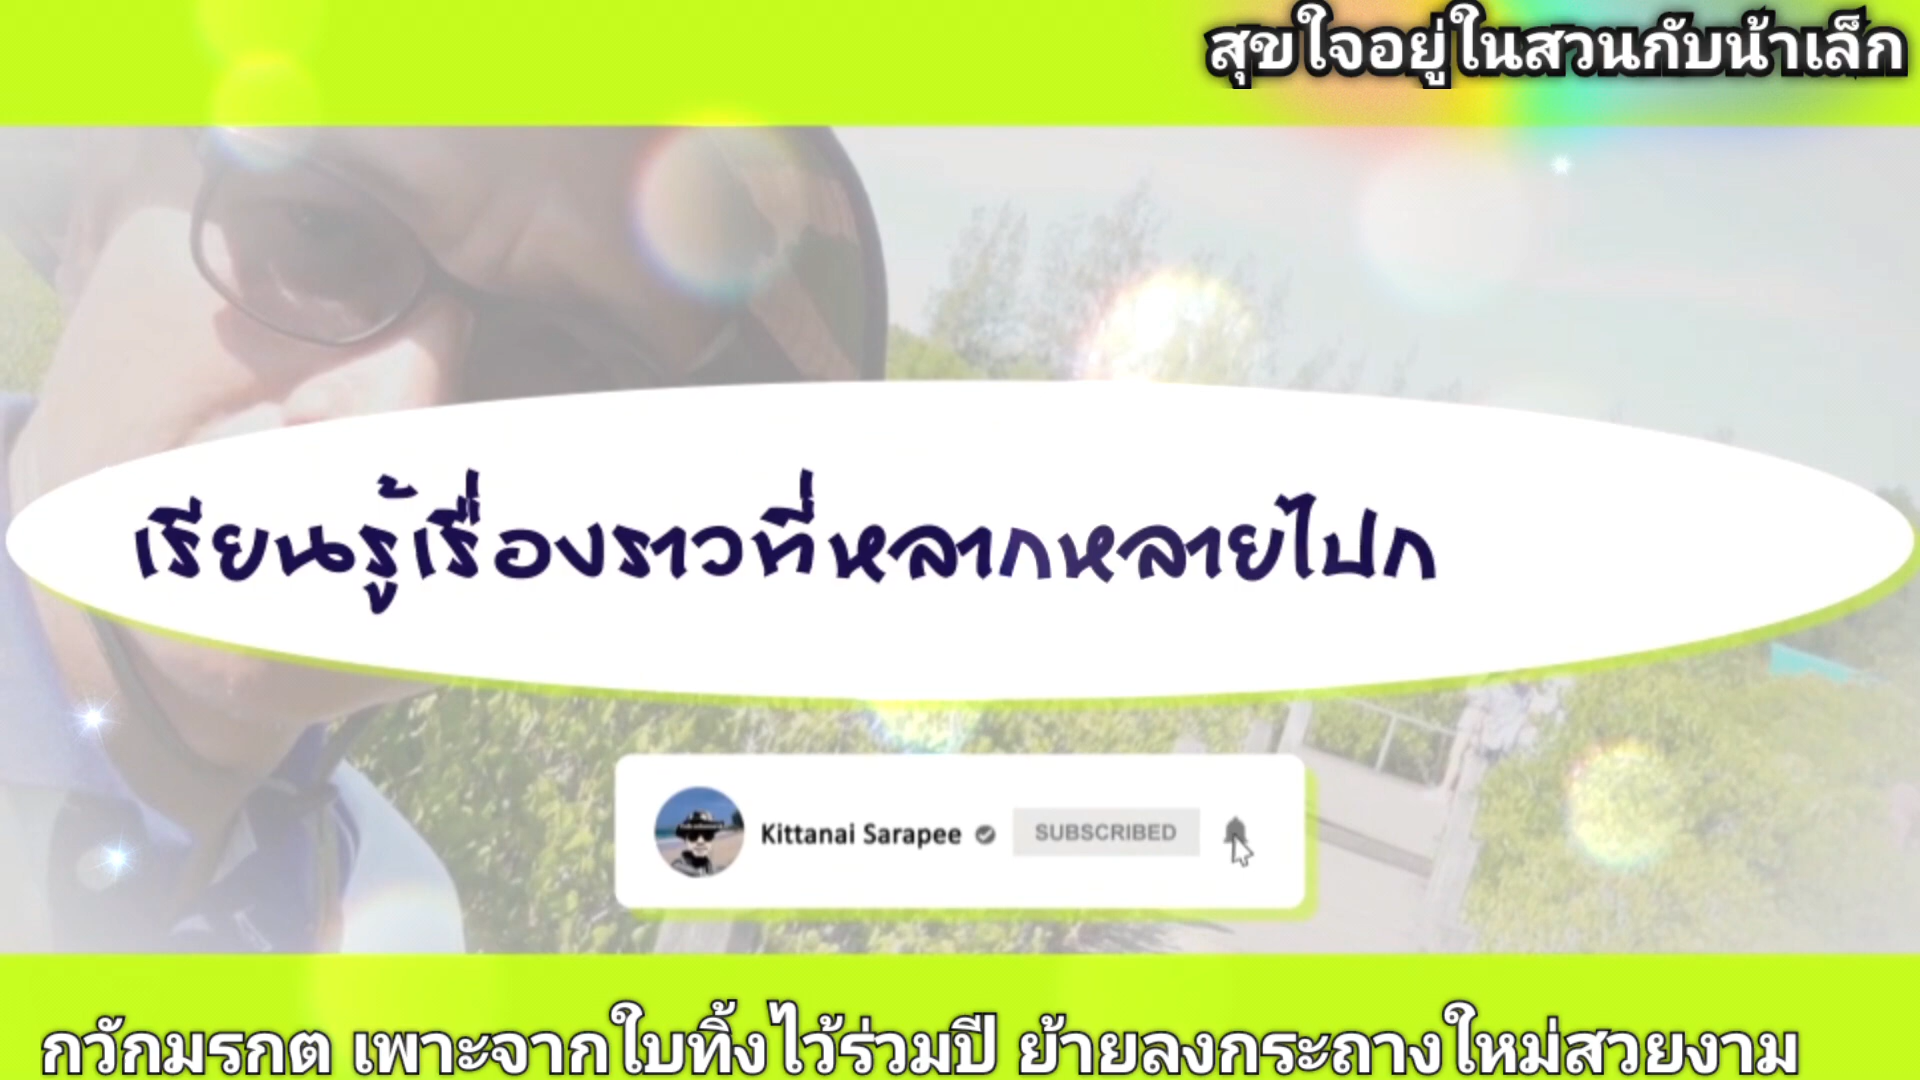 สุขใจอยู่ในสวนกับน้าเล็ก
เรียนรู้เรื่องราวที่หลากหลายไปก
Kittanai Sarapee SUBSCRIBED
กวักมรกต เพาะจากใบทิ้งไว้ร่วมปี ย้ายลงกระถางใหม่สวยงาม